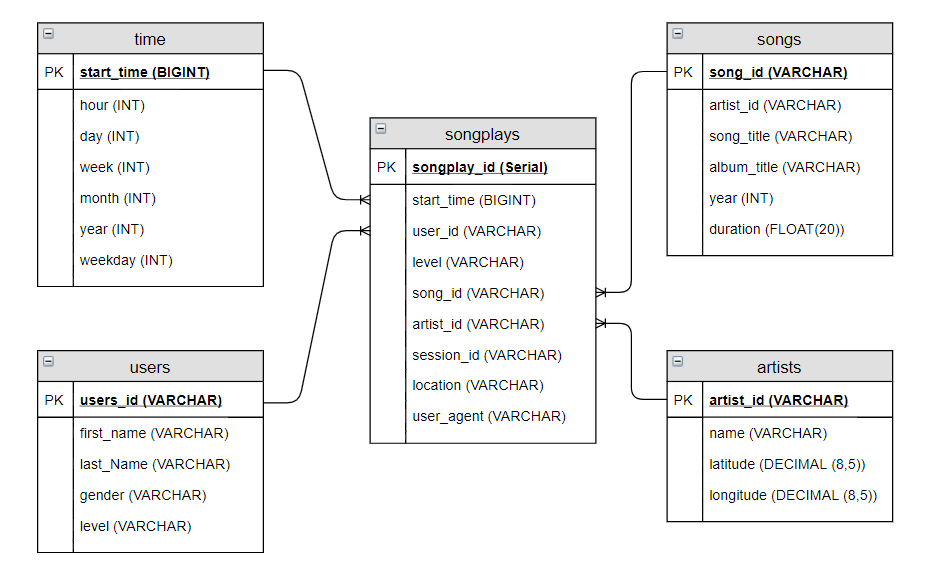 time
PK start_time (BIGINT)
hour (INT)
day (INT)
week (INT)
month (INT)
year (INT)
weekday (INT)
users
PK users_id (VARCHAR)
first_name (VARCHAR)
last_Name (VARCHAR)
gender (VARCHAR)
level (VARCHAR)
songplays
PK songplay_id (Serial)
start_time (BIGINT)
user_id (VARCHAR)
level (VARCHAR)
song_id (VARCHAR)
artist_id (VARCHAR)
session_id (VARCHAR)
location (VARCHAR)
user_agent (VARCHAR)
songs
PK song_id (VARCHAR)
artist_id (VARCHAR)
song_title (VARCHAR)
album_title (VARCHAR)
year (INT)
duration (FLOAT(20))
artists
PK artist_id (VARCHAR)
name (VARCHAR)
latitude (DECIMAL (8,5))
longitude (DECIMAL (8,5))